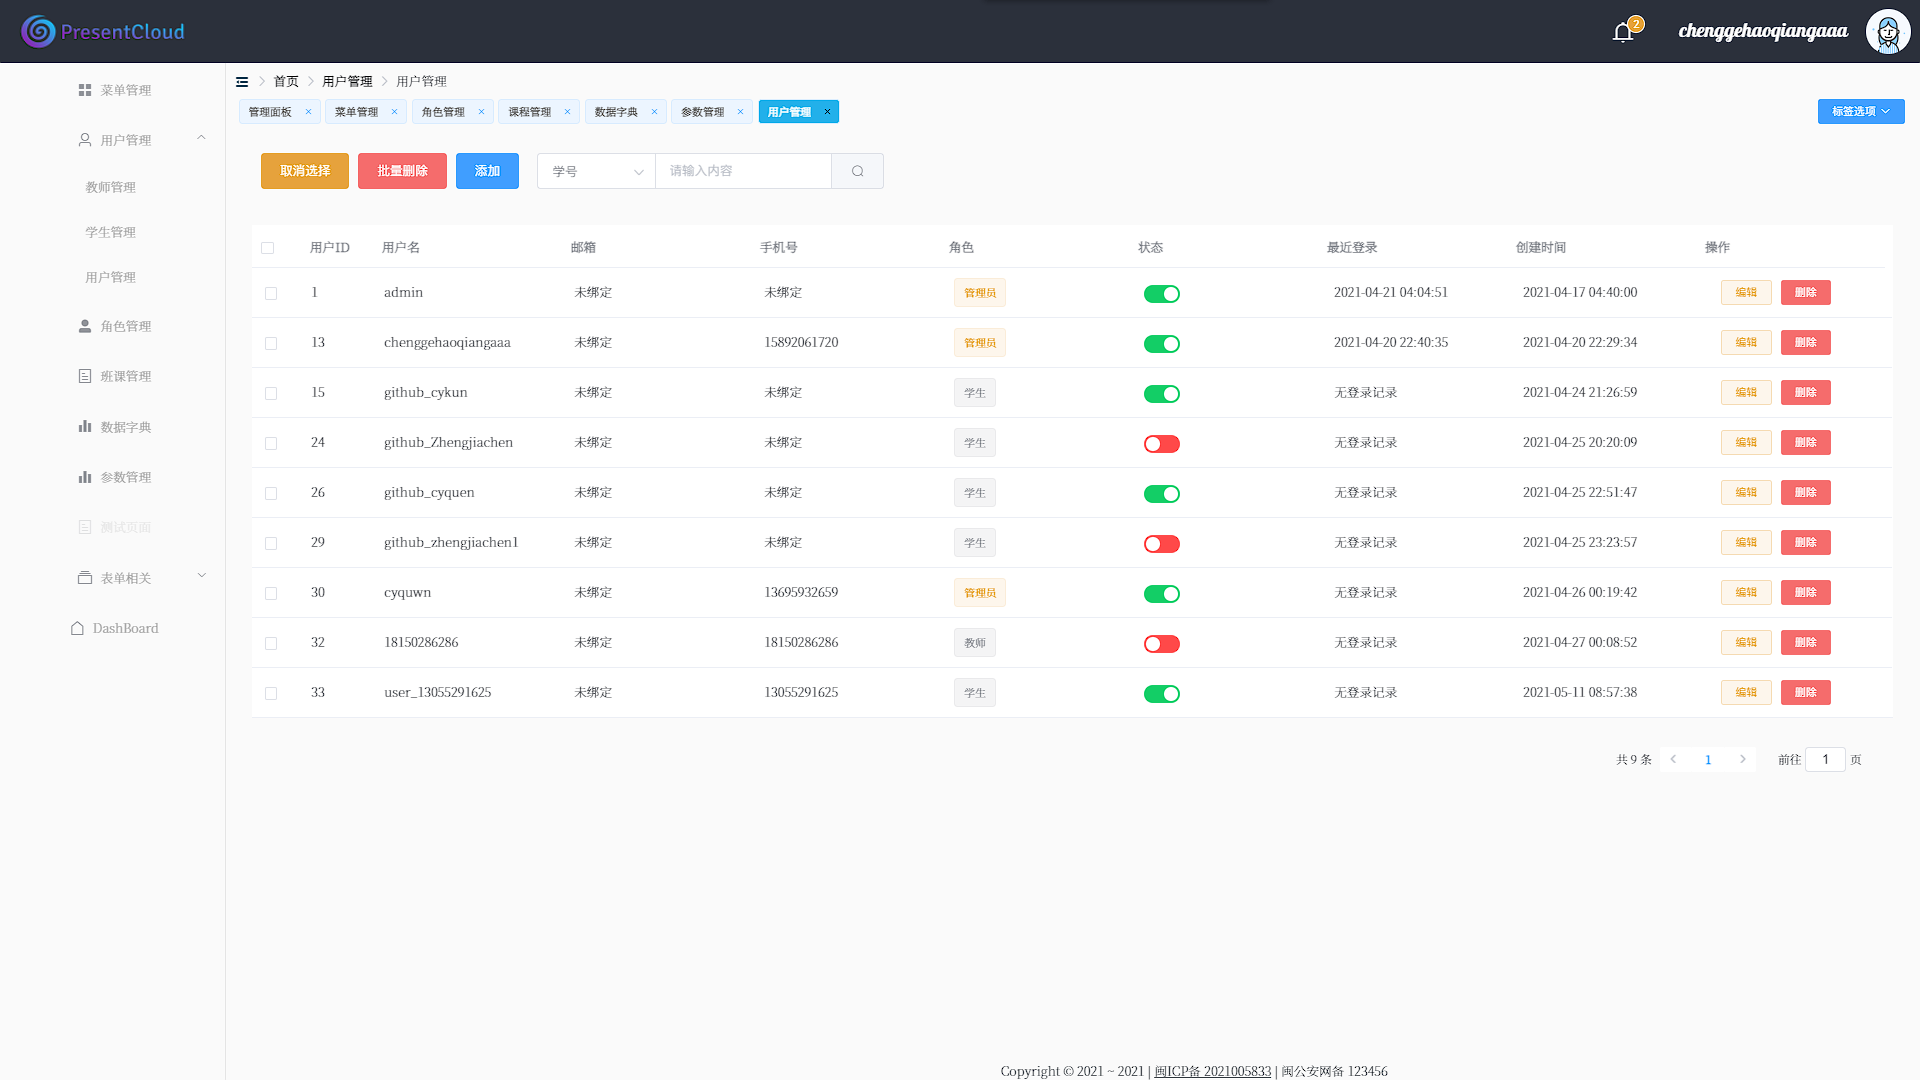 PresentCloud
2
chenggehaoqiangaaa
菜单管理
用户管理
教师管理
学生管理
用户管理
角色管理
班课管理
数据字典
参数管理
测试页面
表单相关
DashBoard
首页 用户管理 用户管理
管理面板 菜单管理 角色管理 课程管理 数据字典 参数管理 用户管理 标签选项
取消选择 批量删除 添加 学号 请输入内容
用户ID 用户名 邮箱 手机号 角色 状态 最近登录 创建时间 操作
1 admin 未绑定 未绑定 管理员 2021-04-21 04:04:51 2021-04-17 04:40:00 编辑 删除
13 chenggehaoqiangaaa 未绑定 15892061720 管理员 2021-04-20 22:40:35 2021-04-20 22:29:34 编辑 删除
15 github_cykun 未绑定 未绑定 学生 无登录记录 2021-04-24 21:26:59 编辑 删除
24 github_Zhengjiachen 未绑定 未绑定 学生 无登录记录 2021-04-25 20:20:09 编辑 删除
26 github_cyquen 未绑定 未绑定 学生 无登录记录 2021-04-25 22:51:47 编辑 删除
29 github_zhengjiachen1 未绑定 未绑定 学生 无登录记录 2021-04-25 23:23:57 编辑 删除
30 cyquwn 未绑定 13695932659 管理员 无登录记录 2021-04-26 00:19:42 编辑 删除
32 18150286286 未绑定 18150286286 教师 无登录记录 2021-04-27 00:08:52 编辑 删除
33 user_13055291625 未绑定 13055291625 学生 无登录记录 2021-05-11 08:57:38 编辑 删除
共 9 条 1 前往 1 页
Copyright © 2021 ~ 2021 | 闽ICP备 2021005833 | 闽公安网备 123456